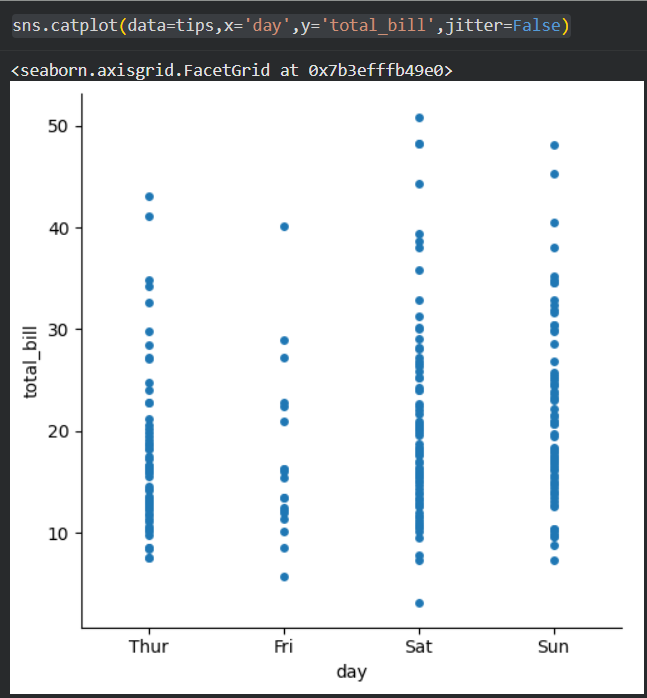 sns.catplot(data=tips,x='day',y='total_bill',jitter=False)
<seaborn.axisgrid.FacetGrid at 0x7b3efffb49e0>
50
40
30
20
10
total_bill
Thur Fri Sat Sun
day